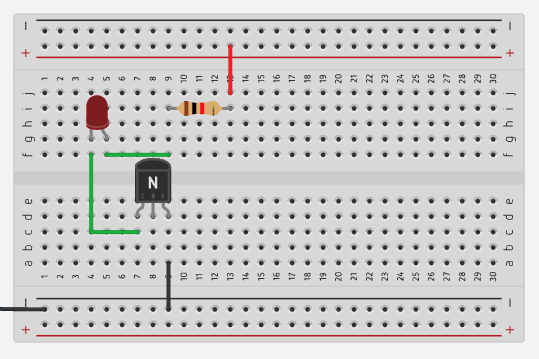 − −
+ +
1 2 3 4 5 6 7 8 9 10 11 12 13 14 15 16 17 18 19 20 21 22 23 24 25 26 27 28 29 30
j j
i i
h h
g g
f f
N
e e
d d
c c
b b
a a
1 2 3 4 5 6 7 8 9 10 11 12 13 14 15 16 17 18 19 20 21 22 23 24 25 26 27 28 29 30
− −
+ +